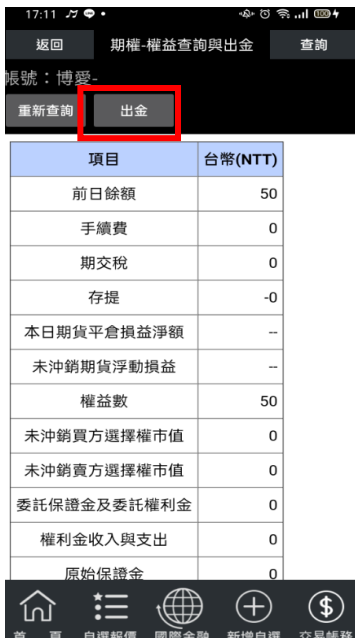 17:11
100
返回 期權-權益查詢與出金 查詢
帳號：博愛-
重新查詢 出金
項目 台幣(NTT)
前日餘額 50
手續費 0
期交稅 0
存提 -0
本日期貨平倉損益淨額 --
未沖銷期貨浮動損益 --
權益數 50
未沖銷買方選擇權市值 0
未沖銷賣方選擇權市值 0
委託保證金及委託權利金 0
權利金收入與支出 0
原始保證金 0
首 頁 自選報價 國際金融 新增自選 交易帳務